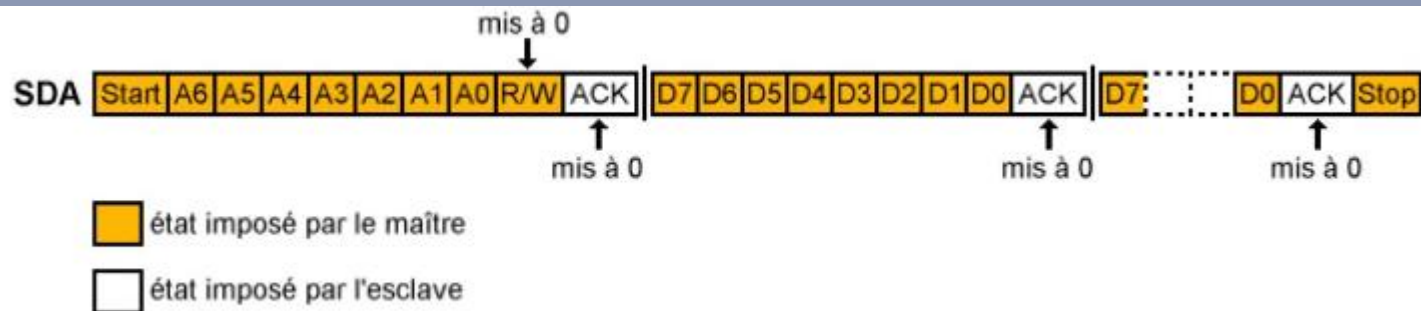 mis à 0
SDA Start A6 A5 A4 A3 A2 A1 A0 R/W ACK D7 D6 D5 D4 D3 D2 D1 D0 ACK D7 D0 ACK Stop
mis à 0 mis à 0 mis à 0
état imposé par le maître
état imposé par l'esclave